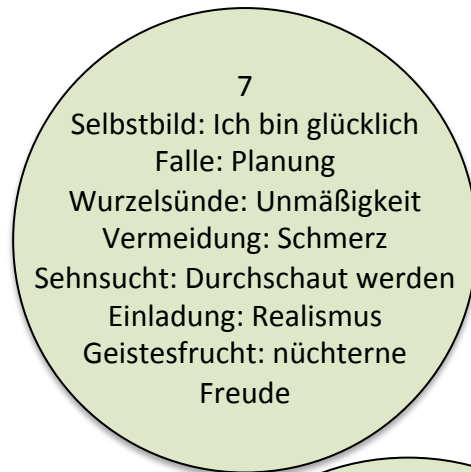 7
Selbstbild: Ich bin glücklich
Falle: Planung
Wurzelsünde: Unmäßigkeit
Vermeidung: Schmerz
Sehnsucht: Durchschaut werden
Einladung: Realismus
Geistesfrucht: nüchterne
Freude